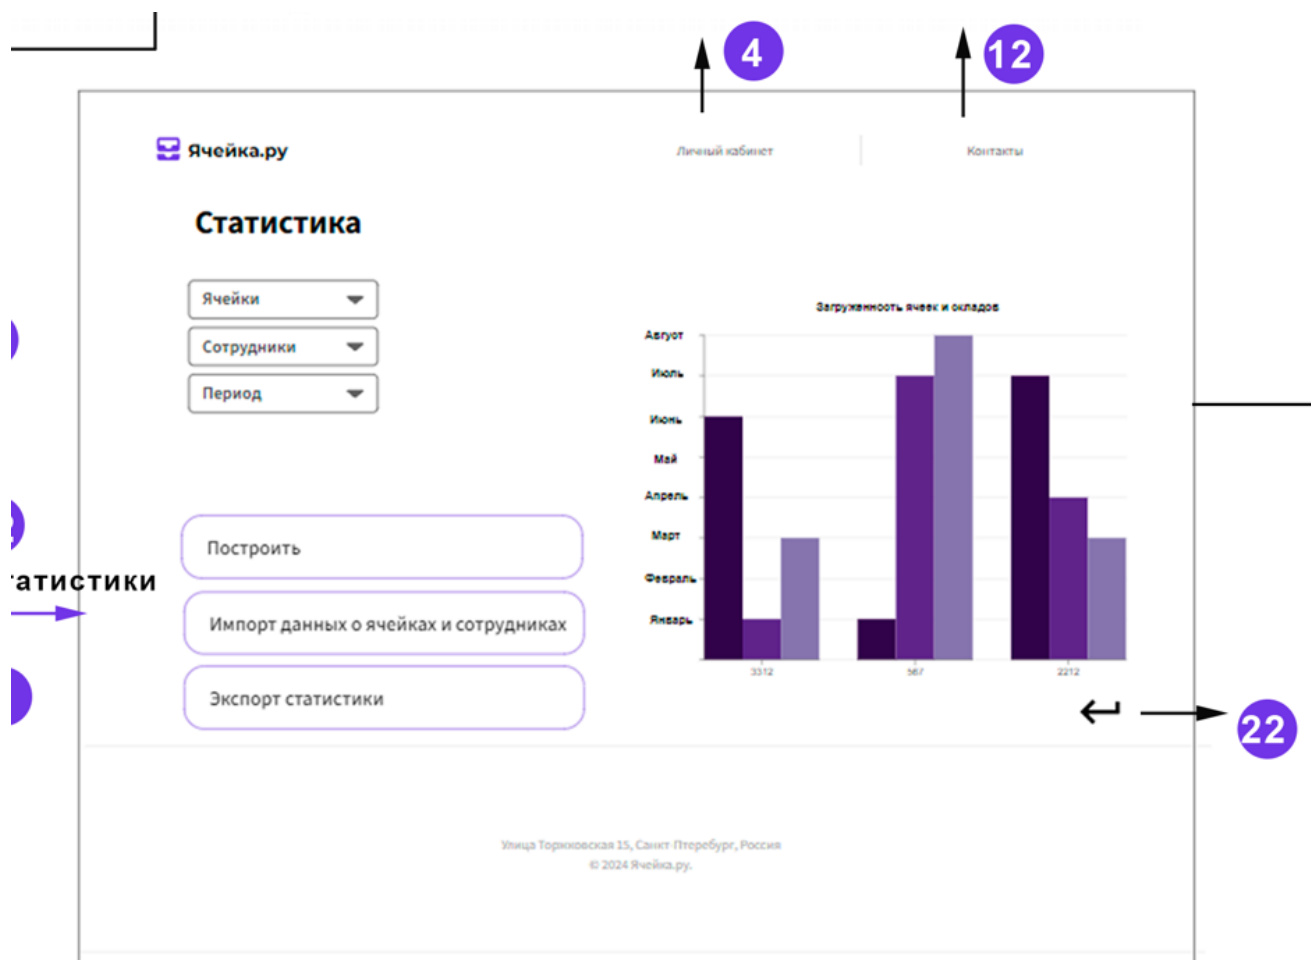 4
12
Ячейка.ру
Личный кабинет
Контакты
Статистика
Ячейки
Сотрудники
Период
Загруженность ячеек и окладов
Август
Июль
Июнь
Май
Апрель
Март
Февраль
Январь
3312
567
2212
Построить
Импорт данных о ячейках и сотрудниках
Экспорт статистики
атистики
22
Улица Торжковская 15, Санкт-Птеребург, Россия
© 2024 Ячейка.ру.